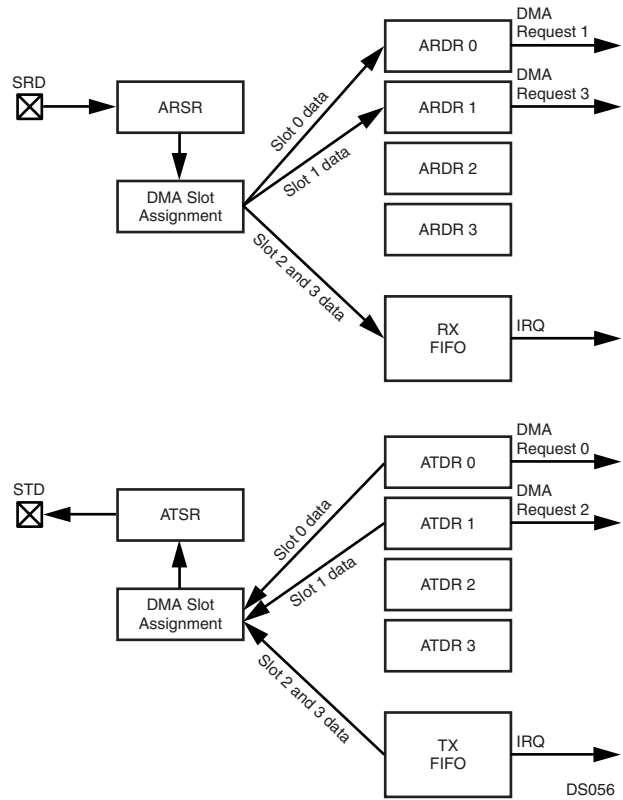 SRD
ARSR
DMA Slot
Assignment
Slot 0 data
Slot 1 data
Slot 2 and 3 data
ARDR 0
DMA
Request 1
ARDR 1
DMA
Request 3
ARDR 2
ARDR 3
RX
FIFO
IRQ
STD
ATSR
DMA Slot
Assignment
Slot 0 data
Slot 1 data
Slot 2 and 3 data
ATDR 0
DMA
Request 0
ATDR 1
DMA
Request 2
ATDR 2
ATDR 3
TX
FIFO
IRQ
DS056